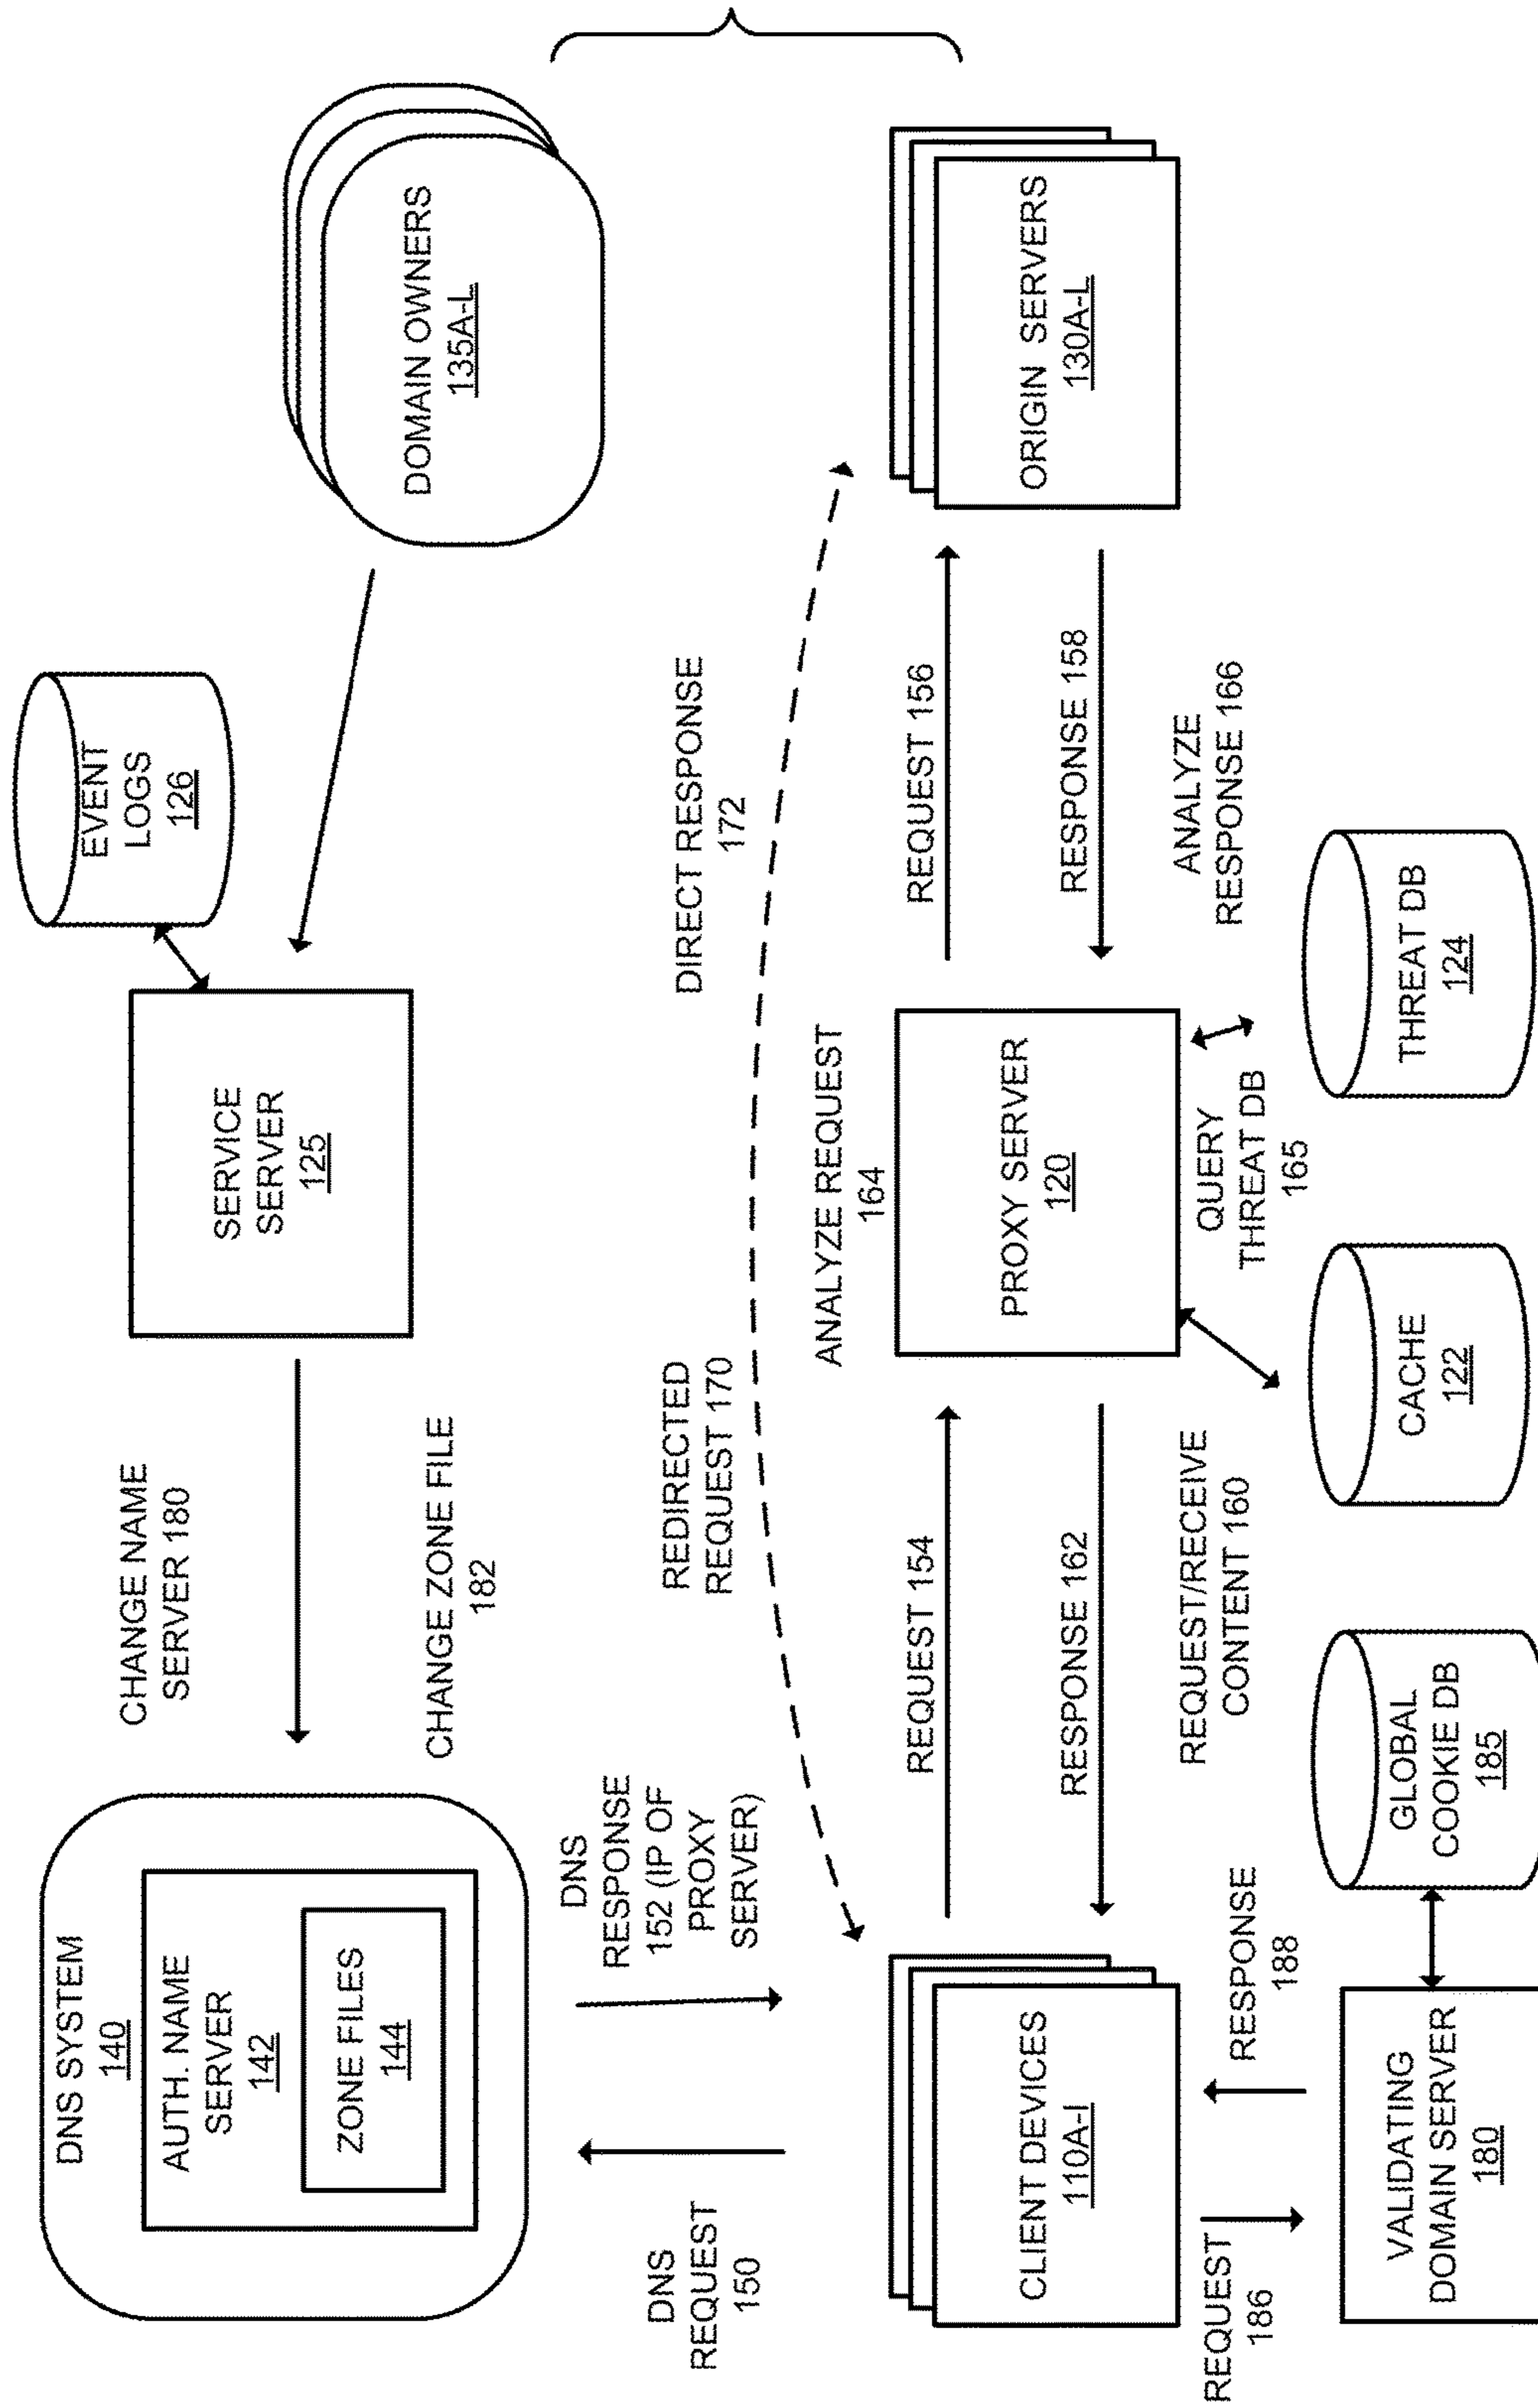 DNS SYSTEM
140
AUTH. NAME
SERVER
142
ZONE FILES
144
CHANGE NAME
SERVER 180
CHANGE ZONE FILE
182
SERVICE
SERVER
125
EVENT
LOGS
126
DOMAIN OWNERS
135A-L
DNS
REQUEST
150
DNS
RESPONSE
152 (IP OF
PROXY
SERVER)
REDIRECTED
REQUEST 170
DIRECT RESPONSE
172
CLIENT DEVICES
110A-I
REQUEST 154
RESPONSE 162
REQUEST/RECEIVE
CONTENT 160
ANALYZE REQUEST
164
PROXY SERVER
120
QUERY
THREAT DB
165
REQUEST 156
RESPONSE 158
ANALYZE
RESPONSE 166
ORIGIN SERVERS
130A-L
REQUEST
186
RESPONSE
188
VALIDATING
DOMAIN SERVER
180
GLOBAL
COOKIE DB
185
CACHE
122
THREAT DB
124